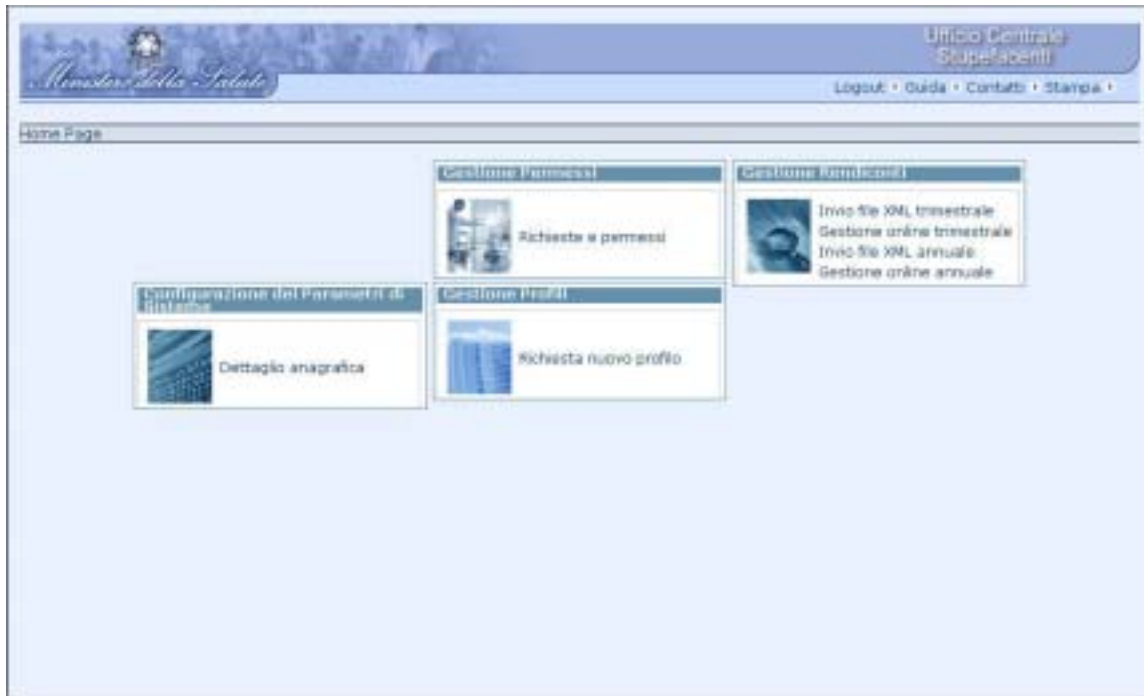 Ministero della Salute
Ufficio Centrale
Stupefacenti
Logout Guida Contatti Stampa
Home Page
Gestione Permessi
Richieste e permessi
Gestione Rendiconti
Invio file XML trimestrale
Gestione online trimestrale
Invio file XML annuale
Gestione online annuale
Configurazione dei Parametri di
Sistema
Dettaglio anagrafica
Gestione Profili
Richiesta nuovo profilo